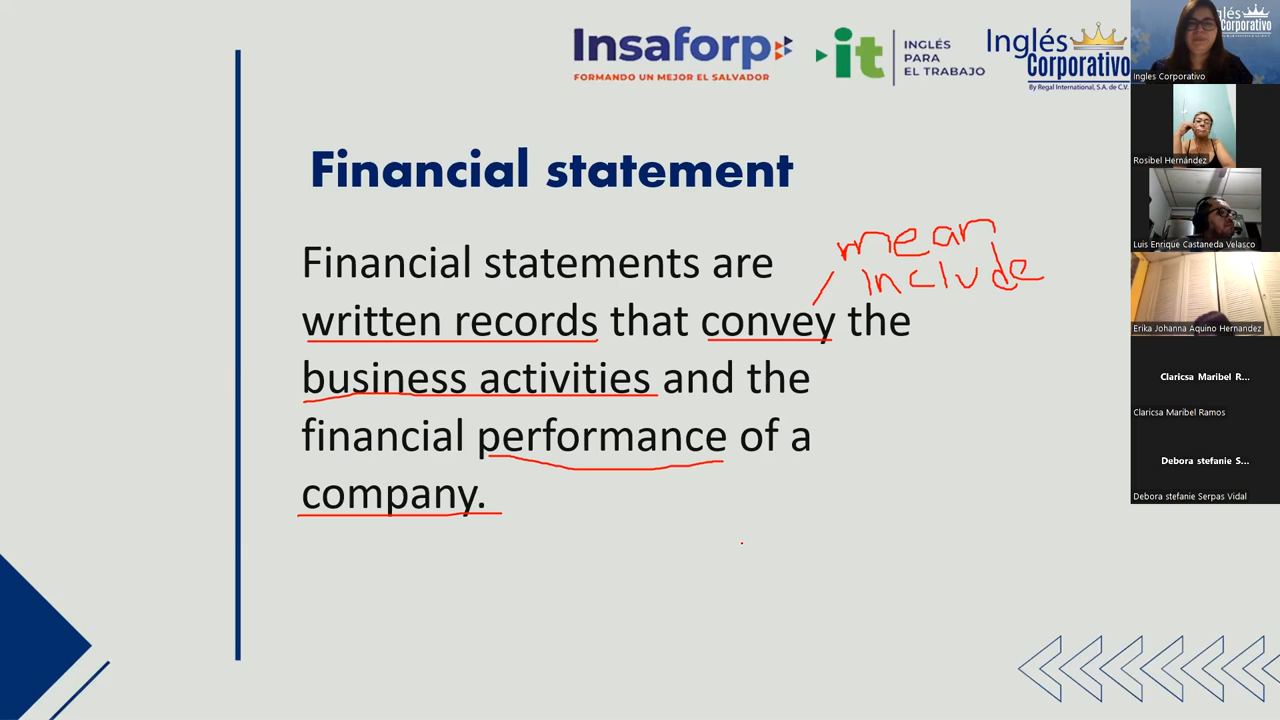 Insaforp
FORMANDO UN MEJOR EL SALVADOR
it
INGLÉS
PARA
EL TRABAJO
Inglés
Corporativo
By Regal International, S.A. de C.V.
Financial statement
Financial statements are
written records that convey the
business activities and the
financial performance of a
company.
mean
include
glés
Corporativo
Ingles Corporativo
Rosibel Hernández
Luis Enrique Castaneda Velasco
Erika Johanna Aquino Hernandez
Claricsa Maribel R...
Claricsa Maribel Ramos
Debora stefanie S...
Debora stefanie Serpas Vidal